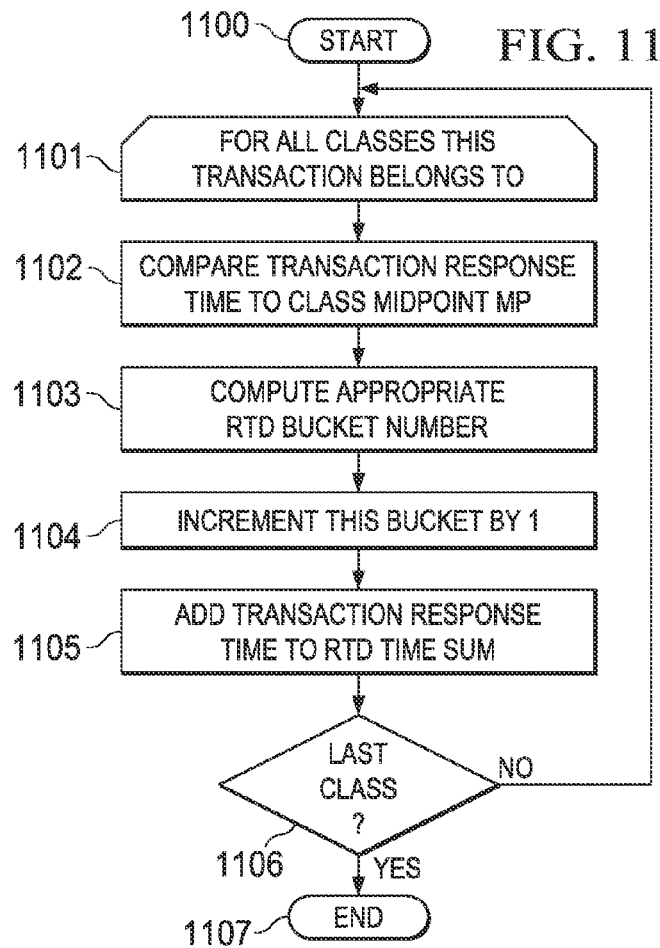 1100
START
FIG. 11
1101
FOR ALL CLASSES THIS
TRANSACTION BELONGS TO
1102
COMPARE TRANSACTION RESPONSE
TIME TO CLASS MIDPOINT MP
1103
COMPUTE APPROPRIATE
RTD BUCKET NUMBER
1104
INCREMENT THIS BUCKET BY 1
1105
ADD TRANSACTION RESPONSE
TIME TO RTD TIME SUM
LAST
CLASS
?
NO
1106
YES
1107
END